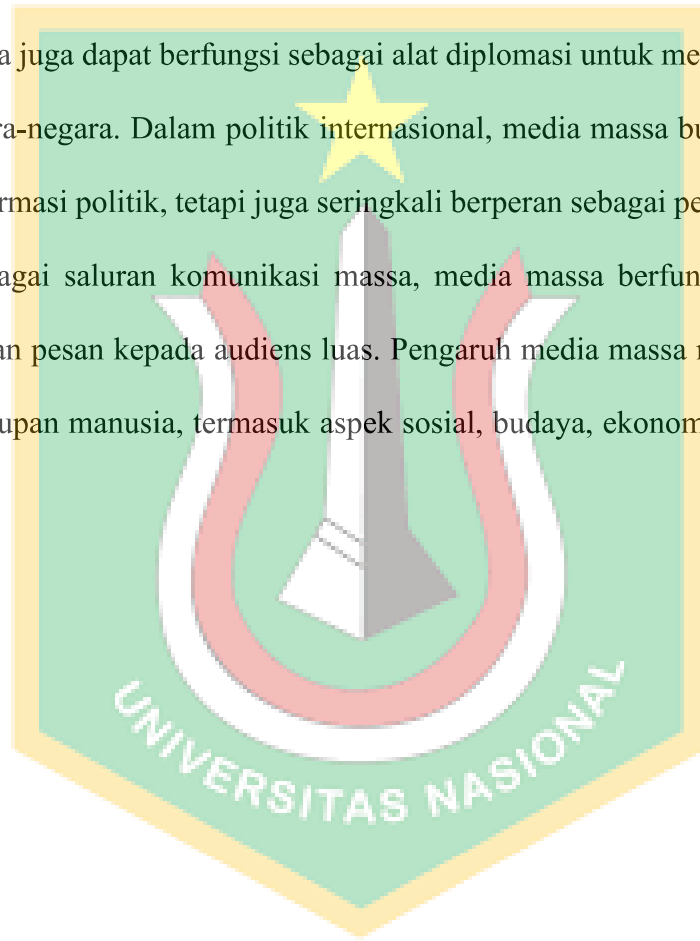 a juga dapat berfungsi sebagai alat diplomasi untuk me
ra-negara. Dalam politik internasional, media massa bu
rmasi politik, tetapi juga seringkali berperan sebagai pe
agai saluran komunikasi massa, media massa berfun
an pesan kepada audiens luas. Pengaruh media massa
upan manusia, termasuk aspek sosial, budaya, ekonom
UNIVERSITAS NASIONAL